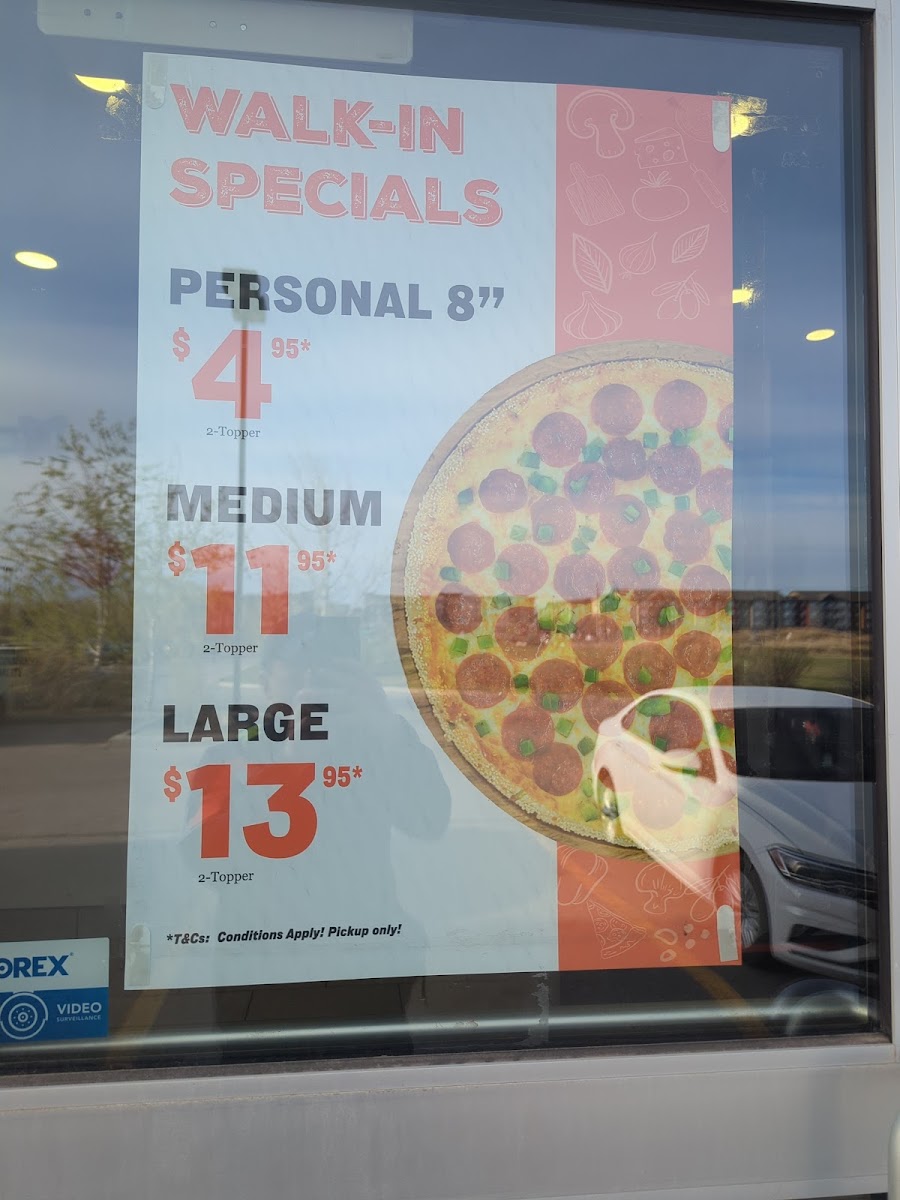 WALK-IN
SPECIALS
PERSONAL 8”
$4 95*
2-Topper
MEDIUM
$11 95*
2-Topper
LARGE
$13 95*
2-Topper
*T&Cs: Conditions Apply! Pickup only!
OREX
VIDEO
SURVEILLANCE